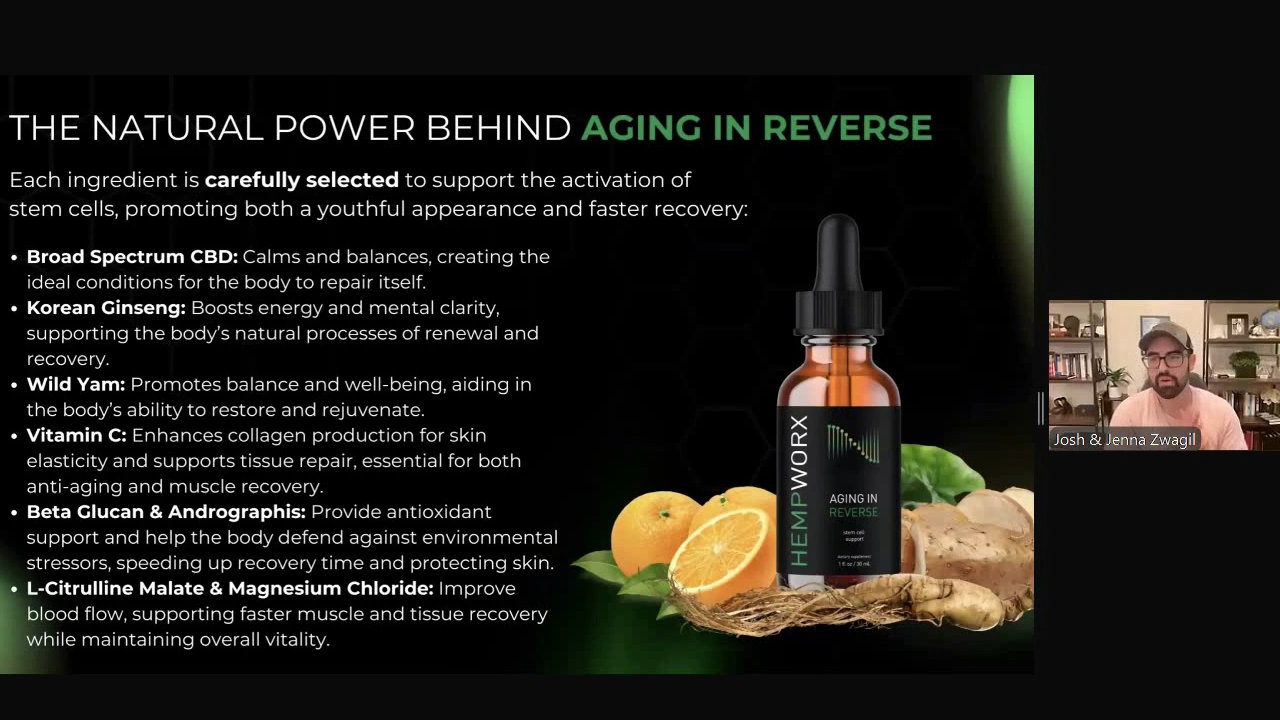 THE NATURAL POWER BEHIND AGING IN REVERSE
Each ingredient is carefully selected to support the activation of
stem cells, promoting both a youthful appearance and faster recovery:
• Broad Spectrum CBD: Calms and balances, creating the
ideal conditions for the body to repair itself.
• Korean Ginseng: Boosts energy and mental clarity,
supporting the body’s natural processes of renewal and
recovery.
• Wild Yam: Promotes balance and well-being, aiding in
the body’s ability to restore and rejuvenate.
• Vitamin C: Enhances collagen production for skin
elasticity and supports tissue repair, essential for both
anti-aging and muscle recovery.
• Beta Glucan & Andrographis: Provide antioxidant
support and help the body defend against environmental
stressors, speeding up recovery time and protecting skin.
• L-Citrulline Malate & Magnesium Chloride: Improve
blood flow, supporting faster muscle and tissue recovery
while maintaining overall vitality.
HEMPWORX
AGING IN
REVERSE
stem cell
support
dietary supplement
1 fl oz / 30 mL
Josh & Jenna Zwagil